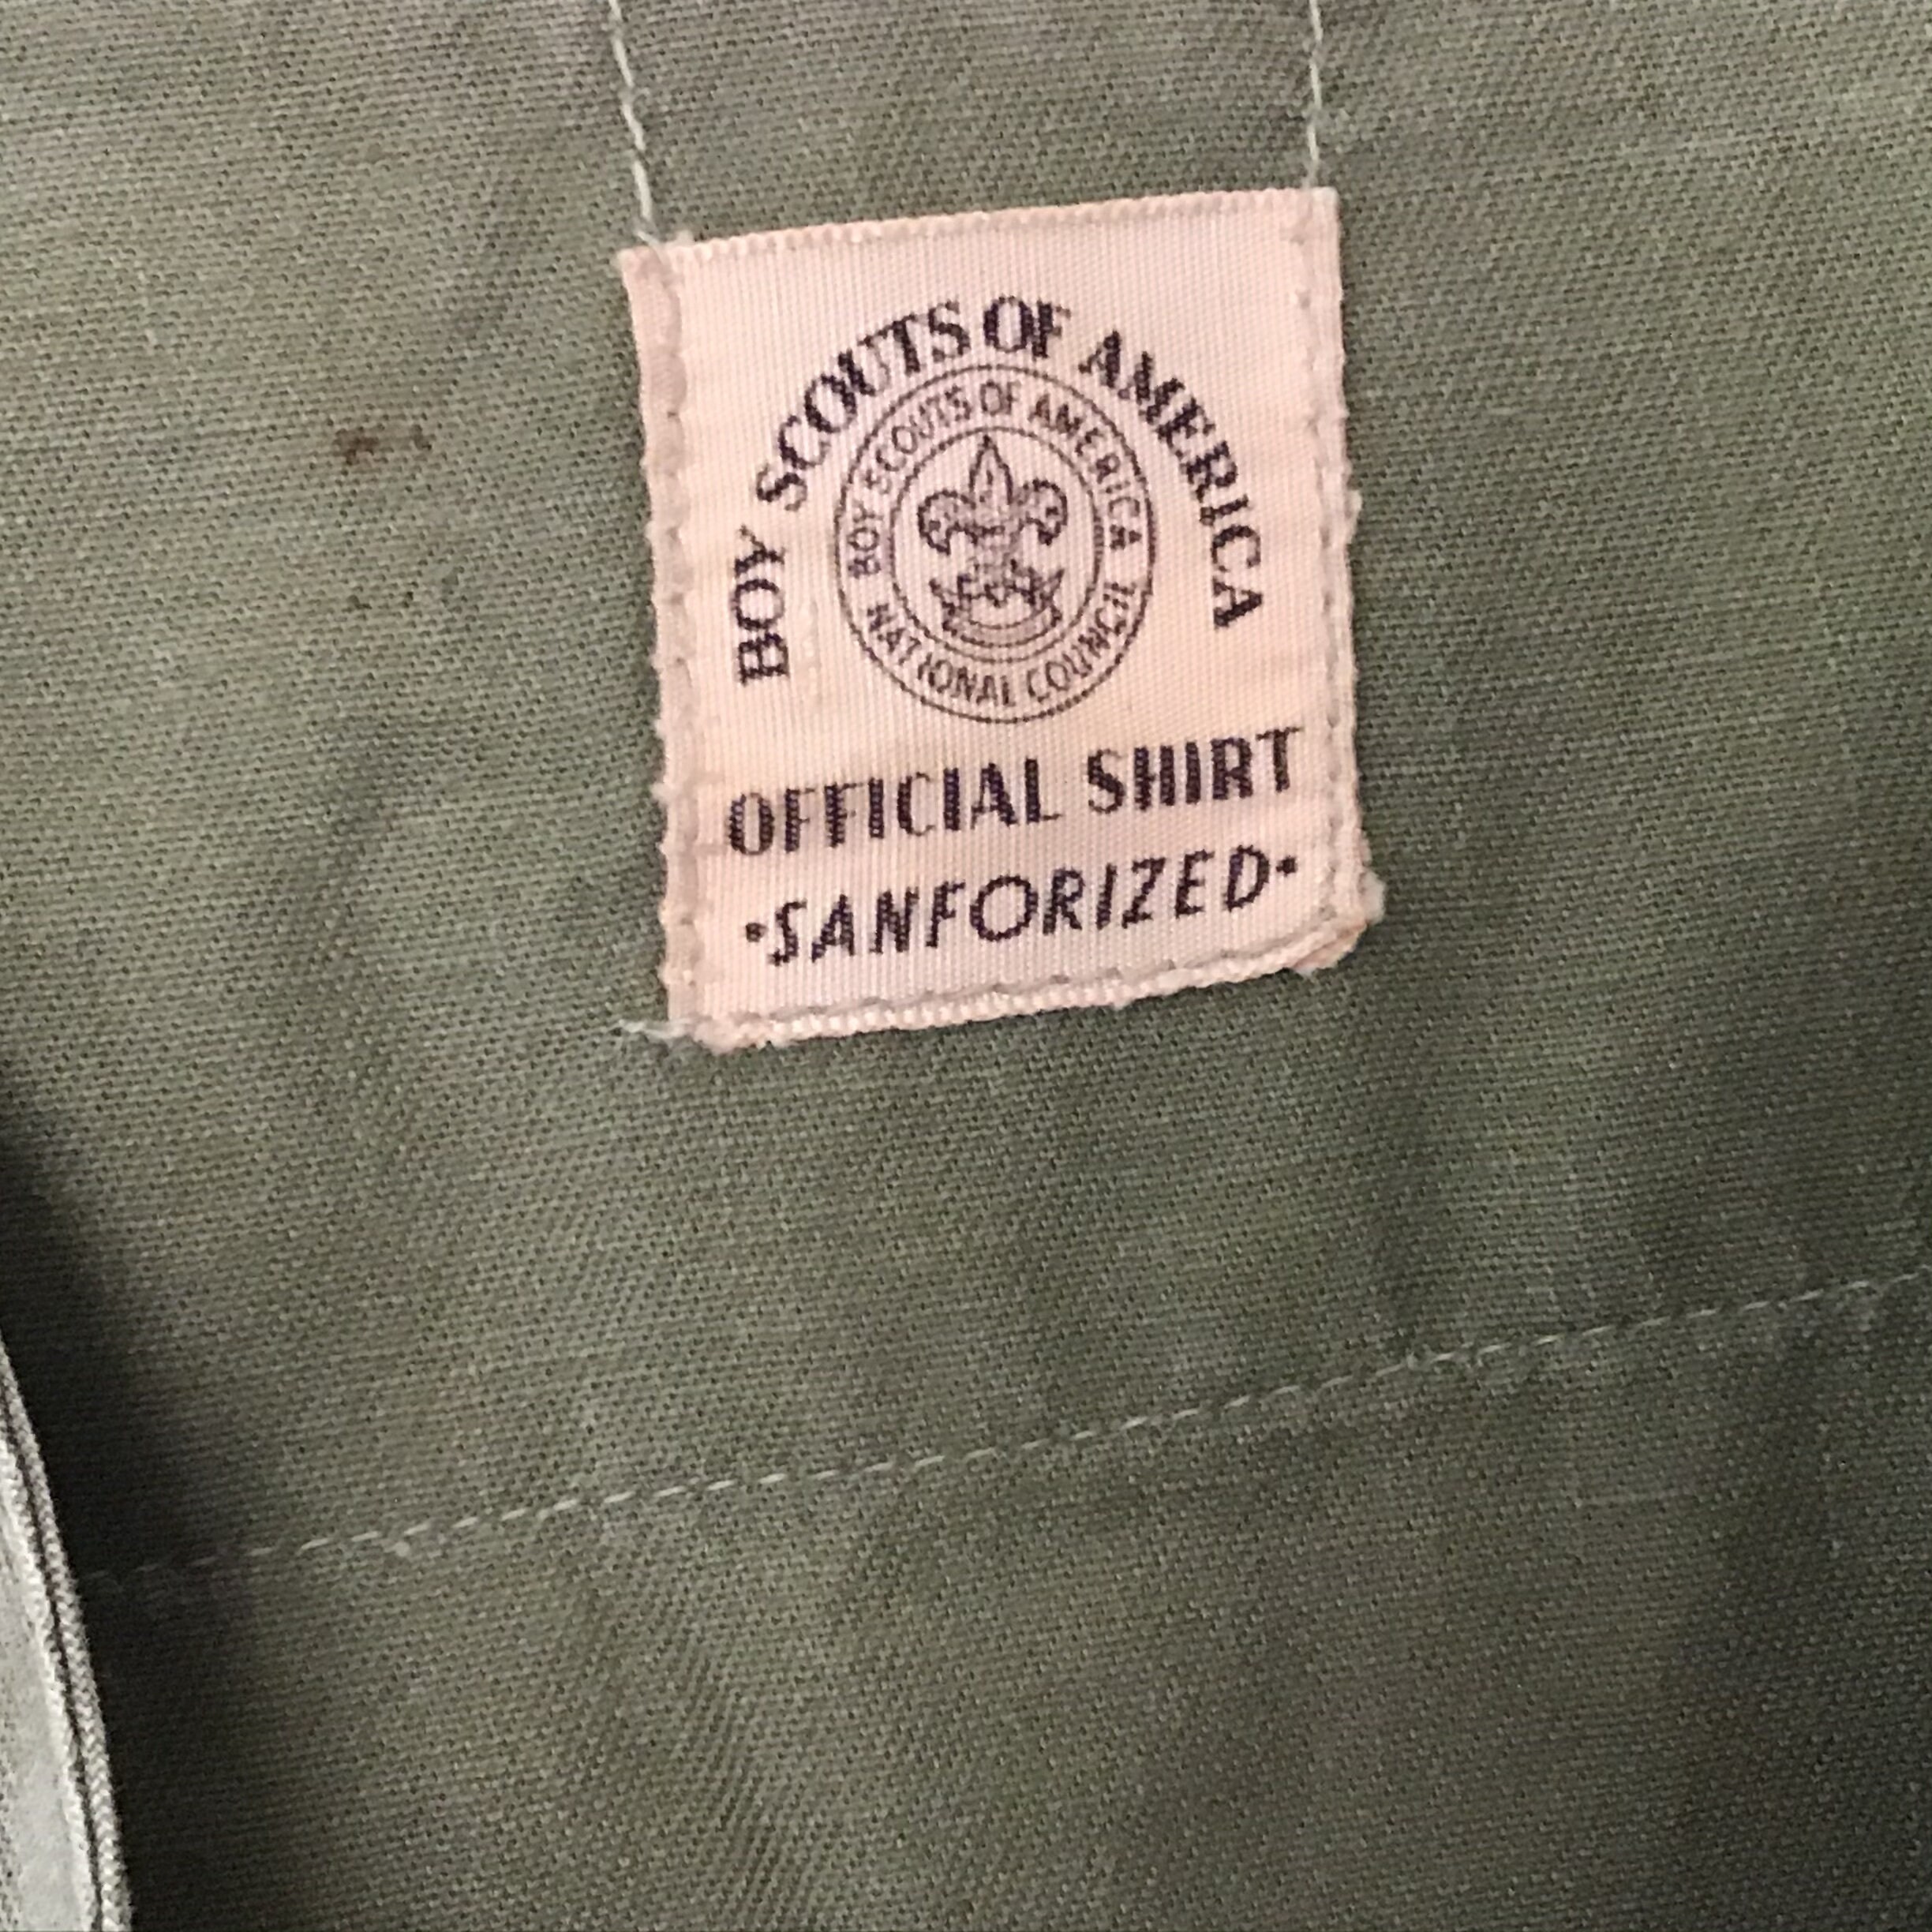 BOY SCOUTS OF AMERICA
BOY SCOUTS OF AMERICA
NATIONAL COUNCIL
OFFICIAL SHIRT
•SANFORIZED•